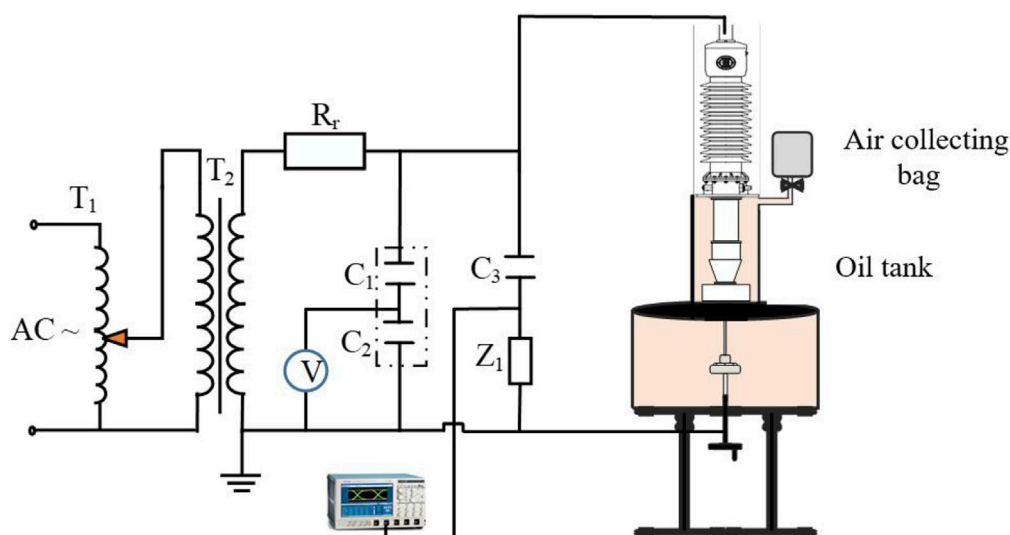 T₁
AC ~
T₂
Rᵣ
C₁
C₂
V
C₃
Z₁
Air collecting
bag
Oil tank